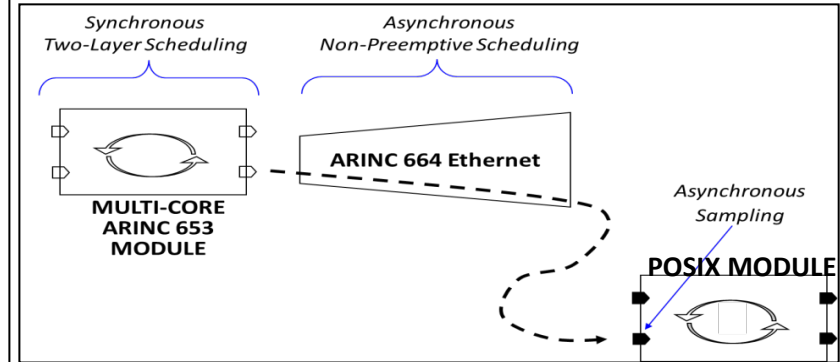 Synchronous
Two-Layer Scheduling
Asynchronous
Non-Preemptive Scheduling
ARINC 664 Ethernet
MULTI-CORE
ARINC 653
MODULE
Asynchronous
Sampling
POSIX MODULE